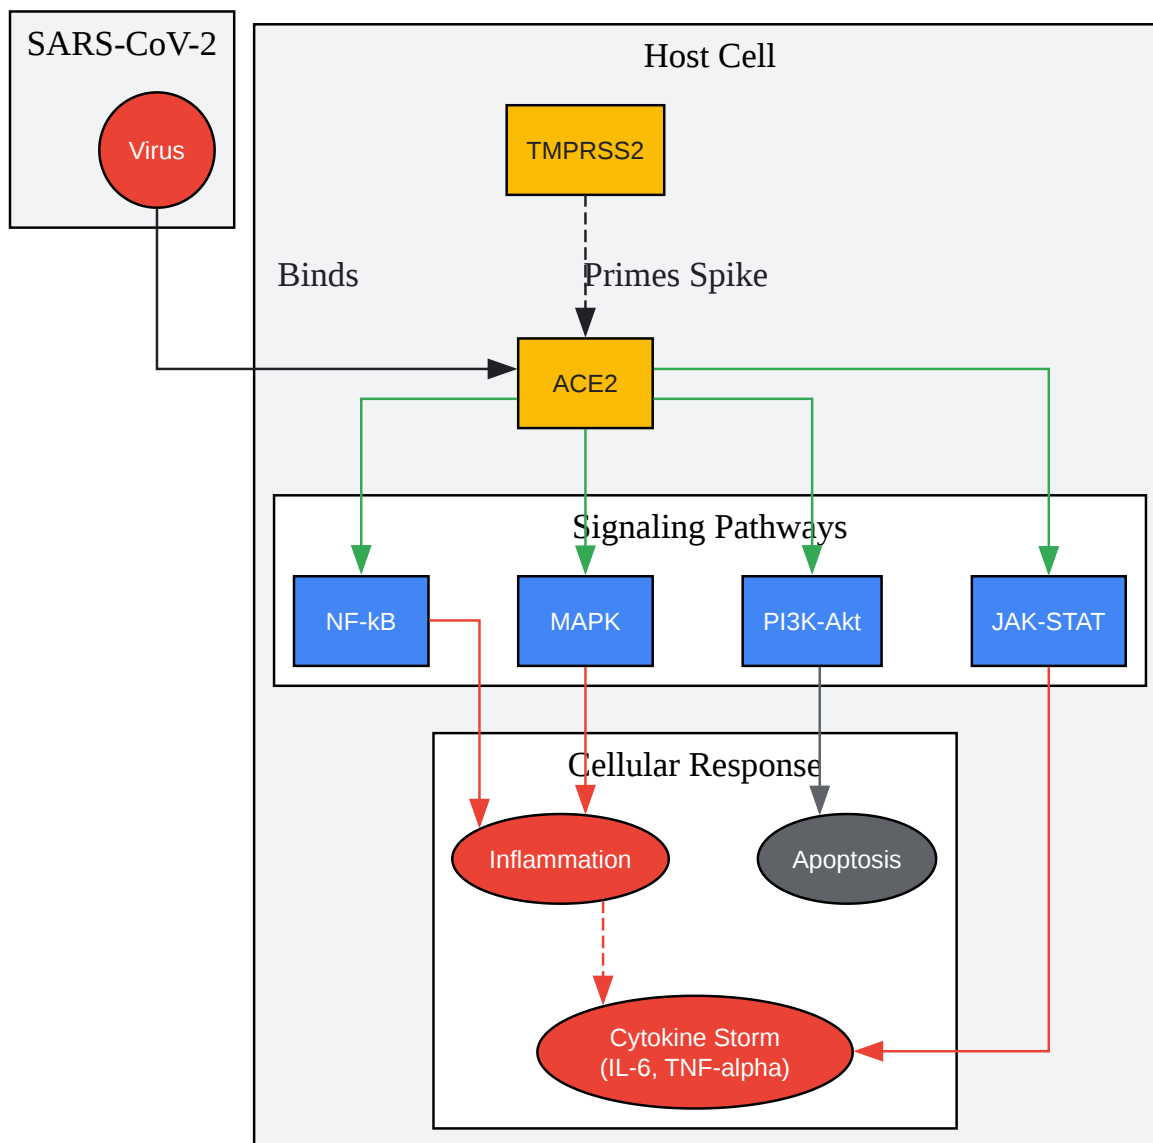 SARS-CoV-2
Host Cell
Virus
TMPRSS2
Binds
Primes Spike
ACE2
Signaling Pathways
NF-kB
MAPK
PI3K-Akt
JAK-STAT
Cellular Response
Inflammation
Apoptosis
Cytokine Storm
(IL-6, TNF-alpha)